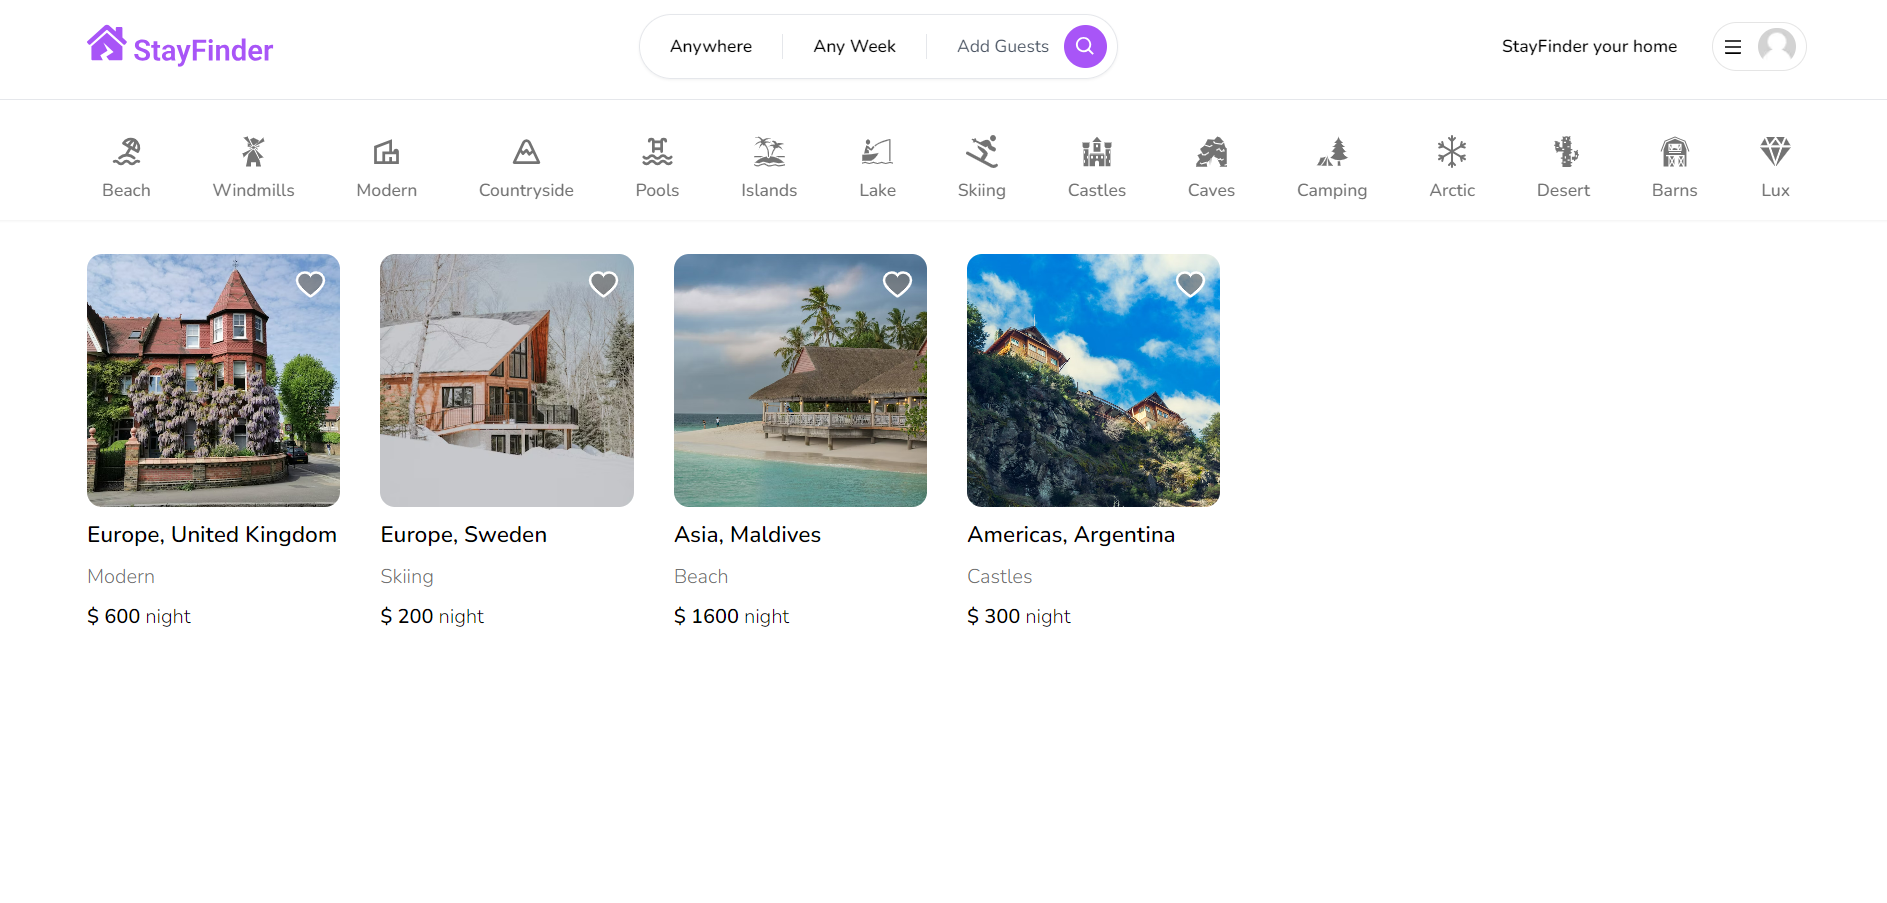 StayFinder
Anywhere
Any Week
Add Guests
StayFinder your home
Beach
Windmills
Modern
Countryside
Pools
Islands
Lake
Skiing
Castles
Caves
Camping
Arctic
Desert
Barns
Lux
Europe, United Kingdom
Modern
$ 600 night
Europe, Sweden
Skiing
$ 200 night
Asia, Maldives
Beach
$ 1600 night
Americas, Argentina
Castles
$ 300 night